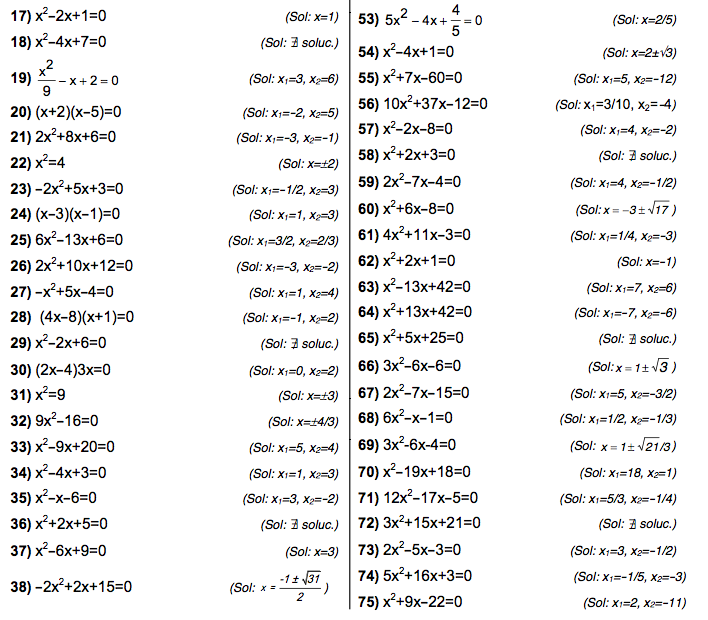 17) x²−2x+1=0 (Sol: x=1)
18) x²−4x+7=0 (Sol: ∄ soluc.)
19) x²/9 − x + 2 = 0 (Sol: x₁=3, x₂=6)
20) (x+2)(x−5)=0 (Sol: x₁=−2, x₂=5)
21) 2x²+8x+6=0 (Sol: x₁=−3, x₂=−1)
22) x²=4 (Sol: x=±2)
23) −2x²+5x+3=0 (Sol: x₁=−1/2, x₂=3)
24) (x−3)(x−1)=0 (Sol: x₁=1, x₂=3)
25) 6x²−13x+6=0 (Sol: x₁=3/2, x₂=2/3)
26) 2x²+10x+12=0 (Sol: x₁=−3, x₂=−2)
27) −x²+5x−4=0 (Sol: x₁=1, x₂=4)
28) (4x−8)(x+1)=0 (Sol: x₁=−1, x₂=2)
29) x²−2x+6=0 (Sol: ∄ soluc.)
30) (2x−4)3x=0 (Sol: x₁=0, x₂=2)
31) x²=9 (Sol: x=±3)
32) 9x²−16=0 (Sol: x=±4/3)
33) x²−9x+20=0 (Sol: x₁=5, x₂=4)
34) x²−4x+3=0 (Sol: x₁=1, x₂=3)
35) x²−x−6=0 (Sol: x₁=3, x₂=−2)
36) x²+2x+5=0 (Sol: ∄ soluc.)
37) x²−6x+9=0 (Sol: x=3)
38) −2x²+2x+15=0 (Sol: x = (-1 ± √31)/2 )
53) 5x² − 4x + 4/5 = 0 (Sol: x=2/5)
54) x²−4x+1=0 (Sol: x=2±√3)
55) x²+7x−60=0 (Sol: x₁=5, x₂=−12)
56) 10x²+37x−12=0 (Sol: x₁=3/10, x₂=−4)
57) x²−2x−8=0 (Sol: x₁=4, x₂=−2)
58) x²+2x+3=0 (Sol: ∄ soluc.)
59) 2x²−7x−4=0 (Sol: x₁=4, x₂=−1/2)
60) x²+6x−8=0 (Sol: x = −3 ± √17 )
61) 4x²+11x−3=0 (Sol: x₁=1/4, x₂=−3)
62) x²+2x+1=0 (Sol: x=−1)
63) x²−13x+42=0 (Sol: x₁=7, x₂=6)
64) x²+13x+42=0 (Sol: x₁=−7, x₂=−6)
65) x²+5x+25=0 (Sol: ∄ soluc.)
66) 3x²−6x−6=0 (Sol: x = 1 ± √3 )
67) 2x²−7x−15=0 (Sol: x₁=5, x₂=−3/2)
68) 6x²−x−1=0 (Sol: x₁=1/2, x₂=−1/3)
69) 3x²-6x-4=0 (Sol: x = 1 ± √21/3 )
70) x²−19x+18=0 (Sol: x₁=18, x₂=1)
71) 12x²−17x−5=0 (Sol: x₁=5/3, x₂=−1/4)
72) 3x²+15x+21=0 (Sol: ∄ soluc.)
73) 2x²−5x−3=0 (Sol: x₁=3, x₂=−1/2)
74) 5x²+16x+3=0 (Sol: x₁=−1/5, x₂=−3)
75) x²+9x−22=0 (Sol: x₁=2, x₂=−11)